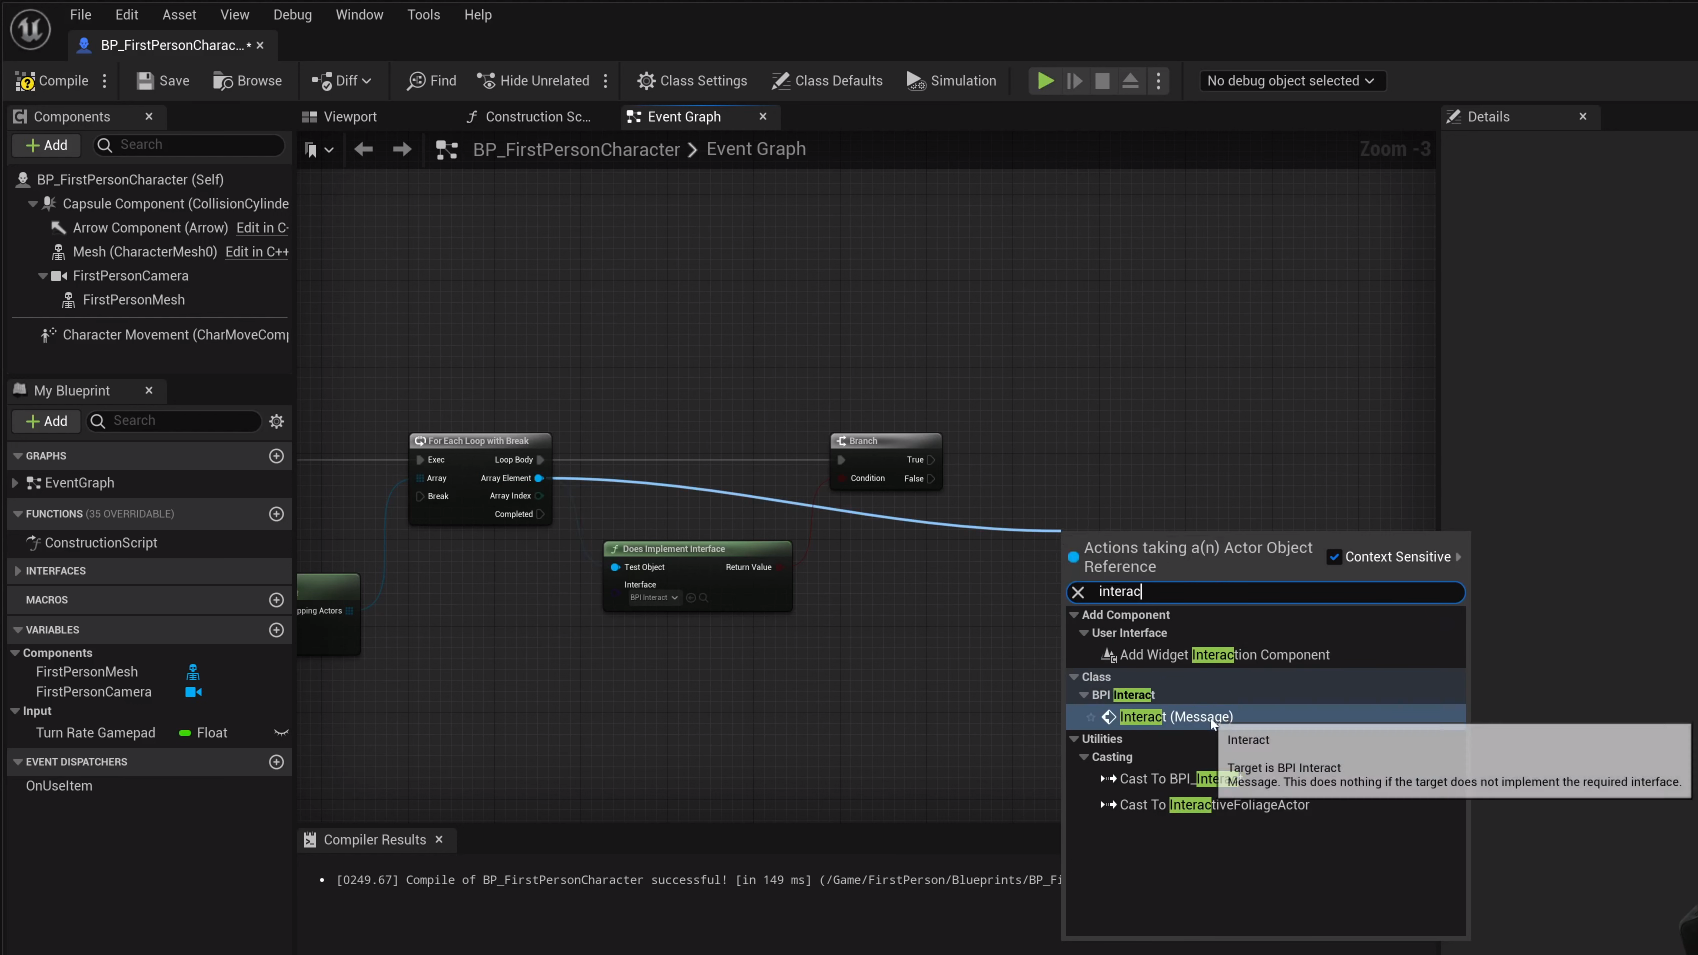 File Edit Asset View Window Debug Tools Help
BP_FirstPersonCharac...*
Compile Save Browse Diff Find Hide Unrelated Class Settings Class Defaults Simulation No debug object selected
Components Viewport Construction Sc... Event Graph Details
Add Search
BP_FirstPersonCharacter > Event Graph Zoom -3
BP_FirstPersonCharacter (Self)
Capsule Component (CollisionCylinde
Arrow Component (Arrow) Edit in C-
Mesh (CharacterMesh0) Edit in C++
FirstPersonCamera
FirstPersonMesh
Character Movement (CharMoveComp
My Blueprint
Add Search
GRAPHS
EventGraph
FUNCTIONS (35 OVERRIDABLE)
ConstructionScript
INTERFACES
MACROS
VARIABLES
Components
FirstPersonMesh
FirstPersonCamera
Input
Turn Rate Gamepad Float
EVENT DISPATCHERS
OnUseItem
For Each Loop with Break
Exec Loop Body
Array Array Element
Break Array Index
Completed
Branch
True
Condition False
Does Implement Interface
Test Object Return Value
Interface
BPI Interact
pping Actors
Actions taking a(n) Actor Object
Reference
Context Sensitive
interac
Add Component
User Interface
Add Widget Interaction Component
Class
BPI Interact
Interact (Message)
Utilities
Casting
Cast To BPI_Intera
Cast To InteractiveFoliageActor
Interact
Target is BPI Interact
Message. This does nothing if the target does not implement the required interface.
Compiler Results
[0249.67] Compile of BP_FirstPersonCharacter successful! [in 149 ms] (/Game/FirstPerson/Blueprints/BP_Fi